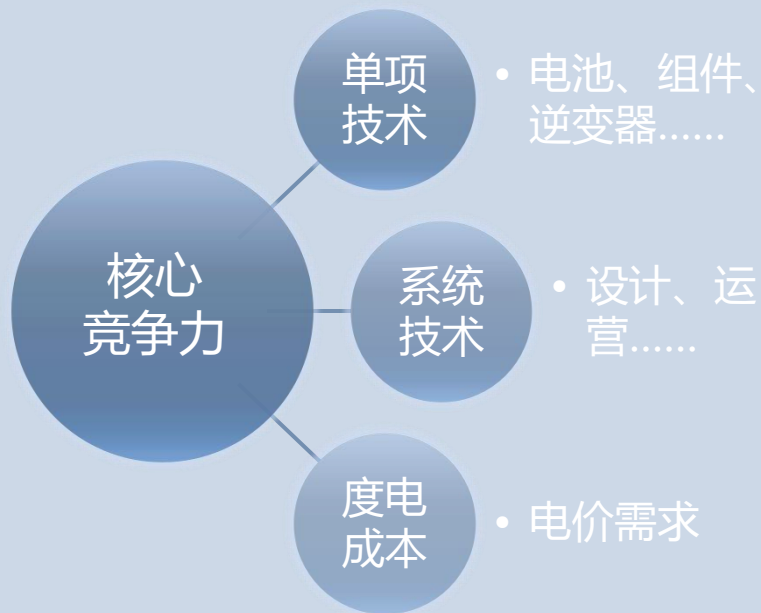 单项
技术
• 电池、组件、
逆变器......
核心
竞争力
系统
技术
• 设计、运
营......
度电
成本
• 电价需求